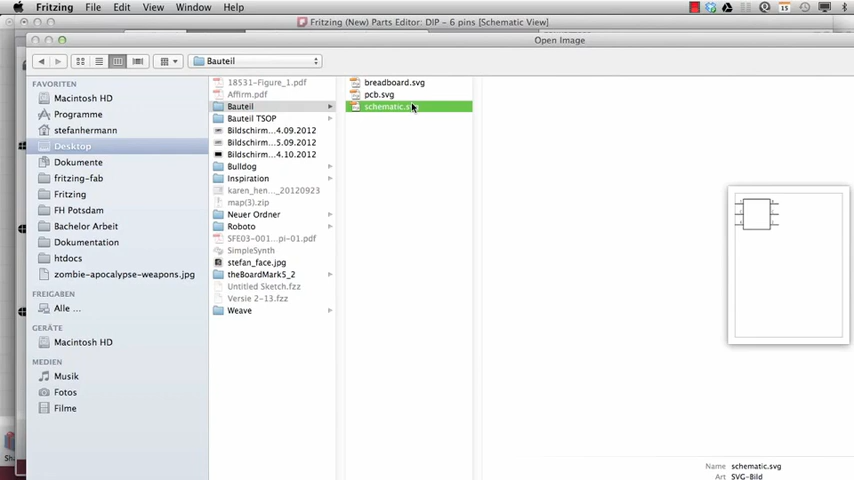 Fritzing File Edit View Window Help
Fritzing (New) Parts Editor: DIP - 6 pins [Schematic View]
Open Image
Bauteil
FAVORITEN
Macintosh HD
Programme
stefanhermann
Desktop
Dokumente
fritzing-fab
Fritzing
FH Potsdam
Bachelor Arbeit
Dokumentation
htdocs
zombie-apocalypse-weapons.jpg
FREIGABEN
Alle ...
GERÄTE
Macintosh HD
MEDIEN
Musik
Fotos
Filme
18531-Figure_1.pdf
Affirm.pdf
Bauteil
Bauteil TSOP
Bildschirm...4.09.2012
Bildschirm...5.09.2012
Bildschirm...4.10.2012
Bulldog
Inspiration
karen_hen..._20120923
map(3).zip
Neuer Ordner
Roboto
SFE03-001...pi-01.pdf
SimpleSynth
stefan_face.jpg
theBoardMark5_2
Untitled Sketch.fzz
Versie 2-13.fzz
Weave
breadboard.svg
pcb.svg
schematic.svg
Name schematic.svg
Art SVG-Bild